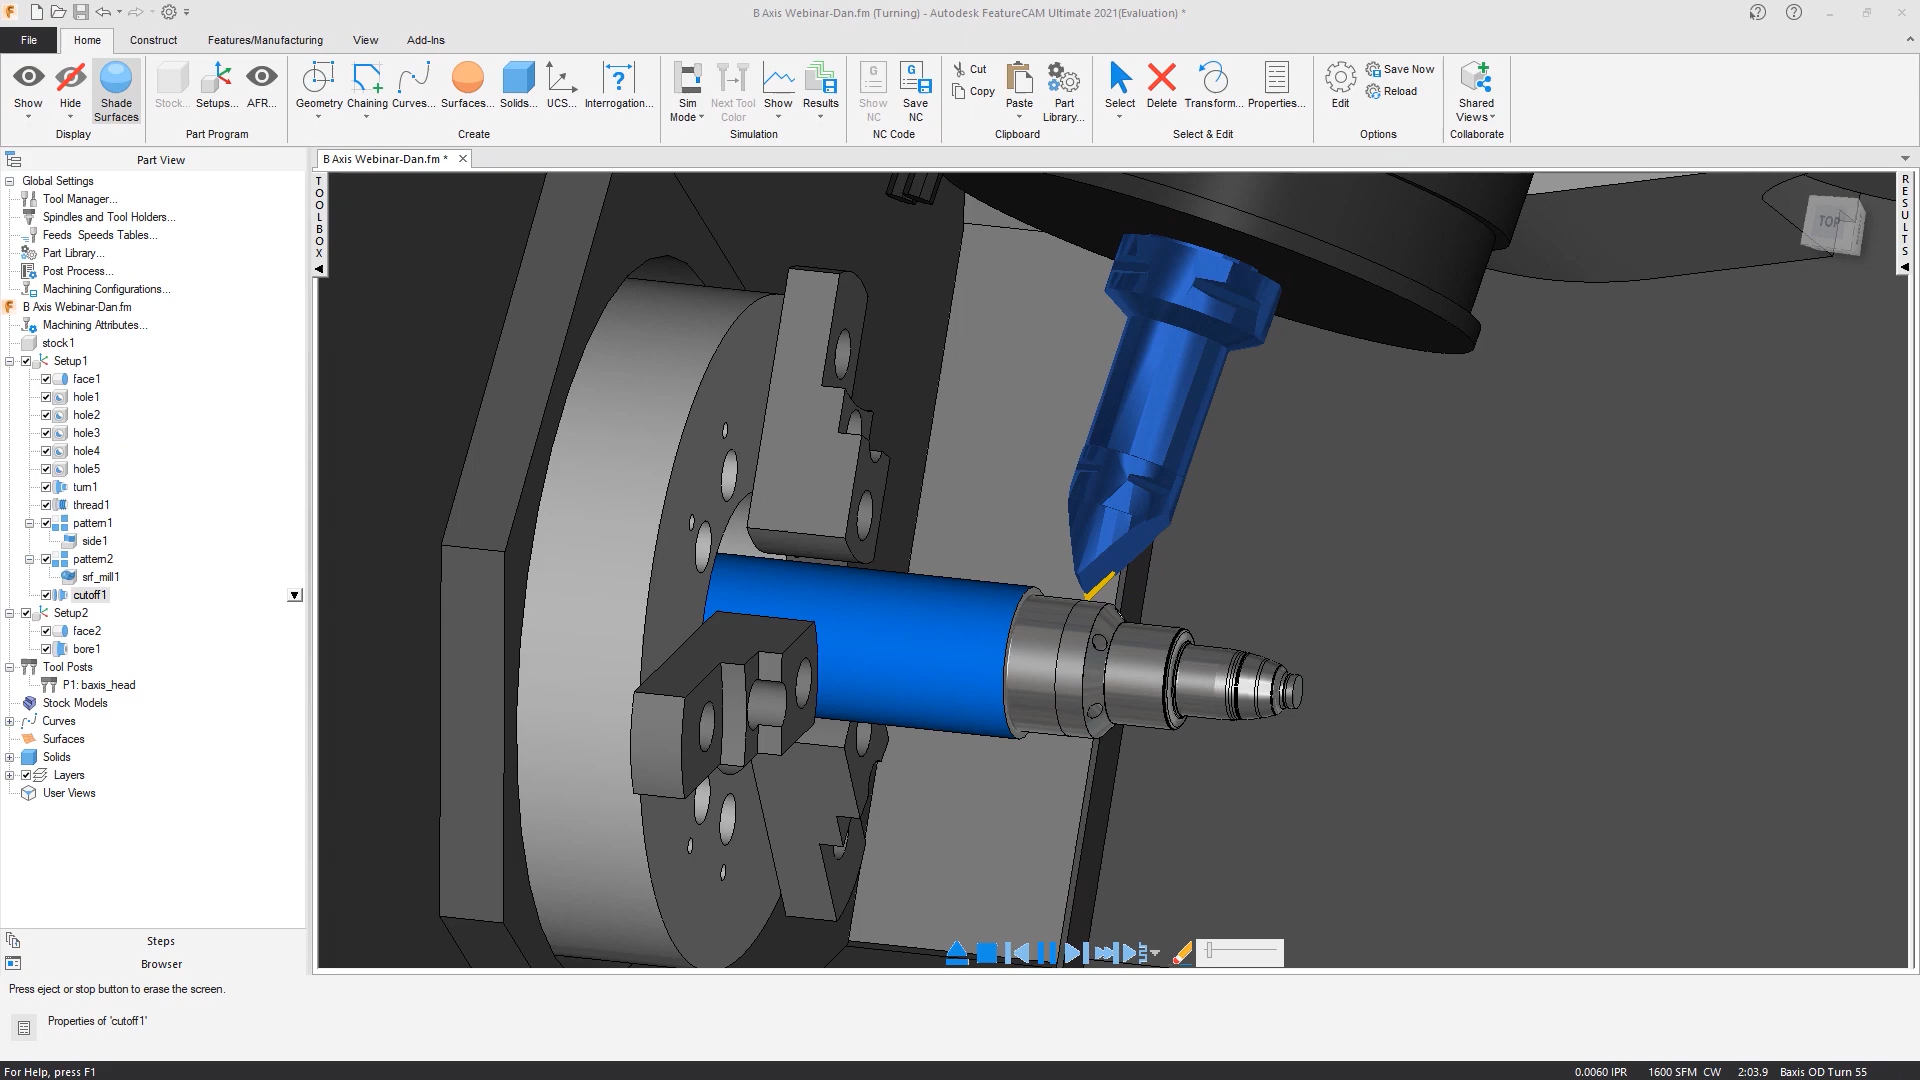 B Axis Webinar-Dan.fm (Turning) - Autodesk FeatureCAM Ultimate 2021(Evaluation) *
File Home Construct Features/Manufacturing View Add-Ins
Show Hide Shade Surfaces
Display
Stock... Setups... AFR...
Part Program
Geometry Chaining Curves... Surfaces... Solids... UCS... Interrogation...
Create
Sim Mode Next Tool Color Show Results
Simulation
Show NC Save NC
NC Code
Cut
Copy
Paste Part Library...
Clipboard
Select Delete Transform... Properties...
Select & Edit
Edit Save Now
Reload
Options
Shared Views
Collaborate
Part View
B Axis Webinar-Dan.fm *
Global Settings
Tool Manager...
Spindles and Tool Holders...
Feeds Speeds Tables...
Part Library...
Post Process...
Machining Configurations...
B Axis Webinar-Dan.fm
Machining Attributes...
stock1
Setup1
face1
hole1
hole2
hole3
hole4
hole5
turn1
thread1
pattern1
side1
pattern2
srf_mill1
cutoff1
Setup2
face2
bore1
Tool Posts
P1: baxis_head
Stock Models
Curves
Surfaces
Solids
Layers
User Views
Steps
Browser
TOOLBOX
TOP
RESULTS
Press eject or stop button to erase the screen.
Properties of 'cutoff1'
For Help, press F1
0.0060 IPR 1600 SFM CW 2:03.9 Baxis OD Turn 55